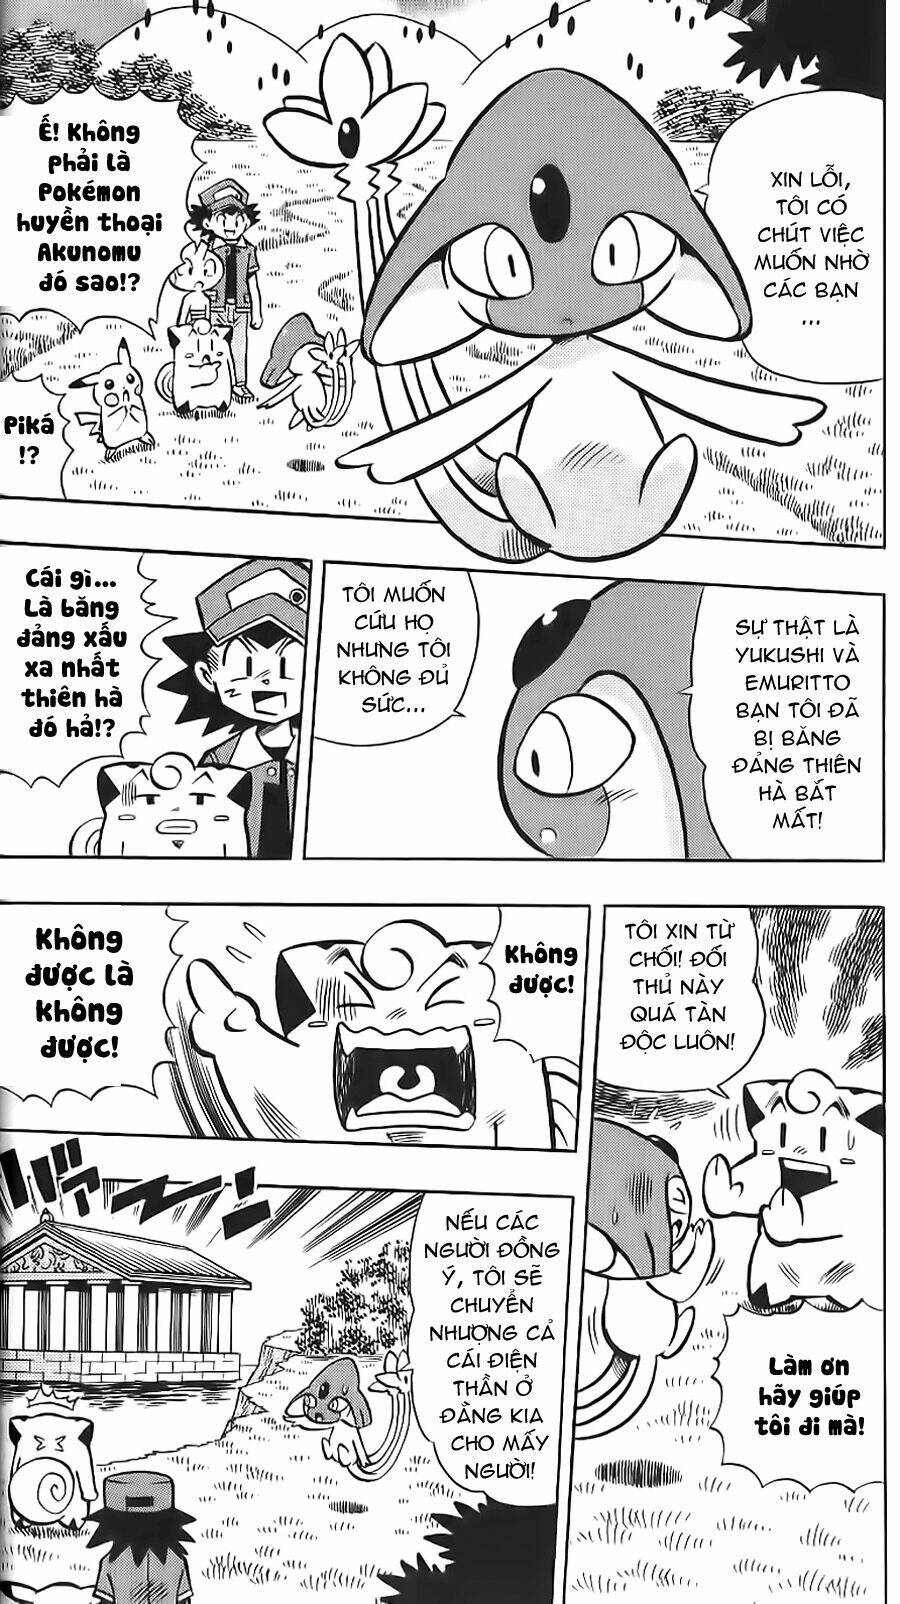 XIN LỖI,
TÔI CÓ
CHÚT VIỆC
MUỐN NHỜ
CÁC BẠN
...
Ế! Không
phải là
Pokémon
huyền thoại
Akunomu
đó sao!?
Piká
!?
SỰ THẬT LÀ
YUKUSHI VÀ
EMURITTO
BẠN TÔI ĐÃ
BỊ BĂNG
ĐẢNG THIÊN
HÀ BẮT
MẤT!
TÔI MUỐN
CỨU HỌ
NHƯNG TÔI
KHÔNG ĐỦ
SỨC...
Cái gì...
Là băng
đảng xấu
xa nhất
thiên hà
đó hả!?
TÔI XIN TỪ
CHỐI! ĐỐI
THỦ NÀY
QUÁ TÀN
ĐỘC LUÔN!
Làm ơn
hãy giúp
tôi đi mà!
Không
được!
Không
được là
không
được!
NẾU CÁC
NGƯỜI ĐỒNG
Ý, TÔI SẼ
CHUYỂN
NHƯỢNG CẢ
CÁI ĐIỆN
THẦN Ở
ĐẰNG KIA
CHO MẤY
NGƯỜI!
バァーン!